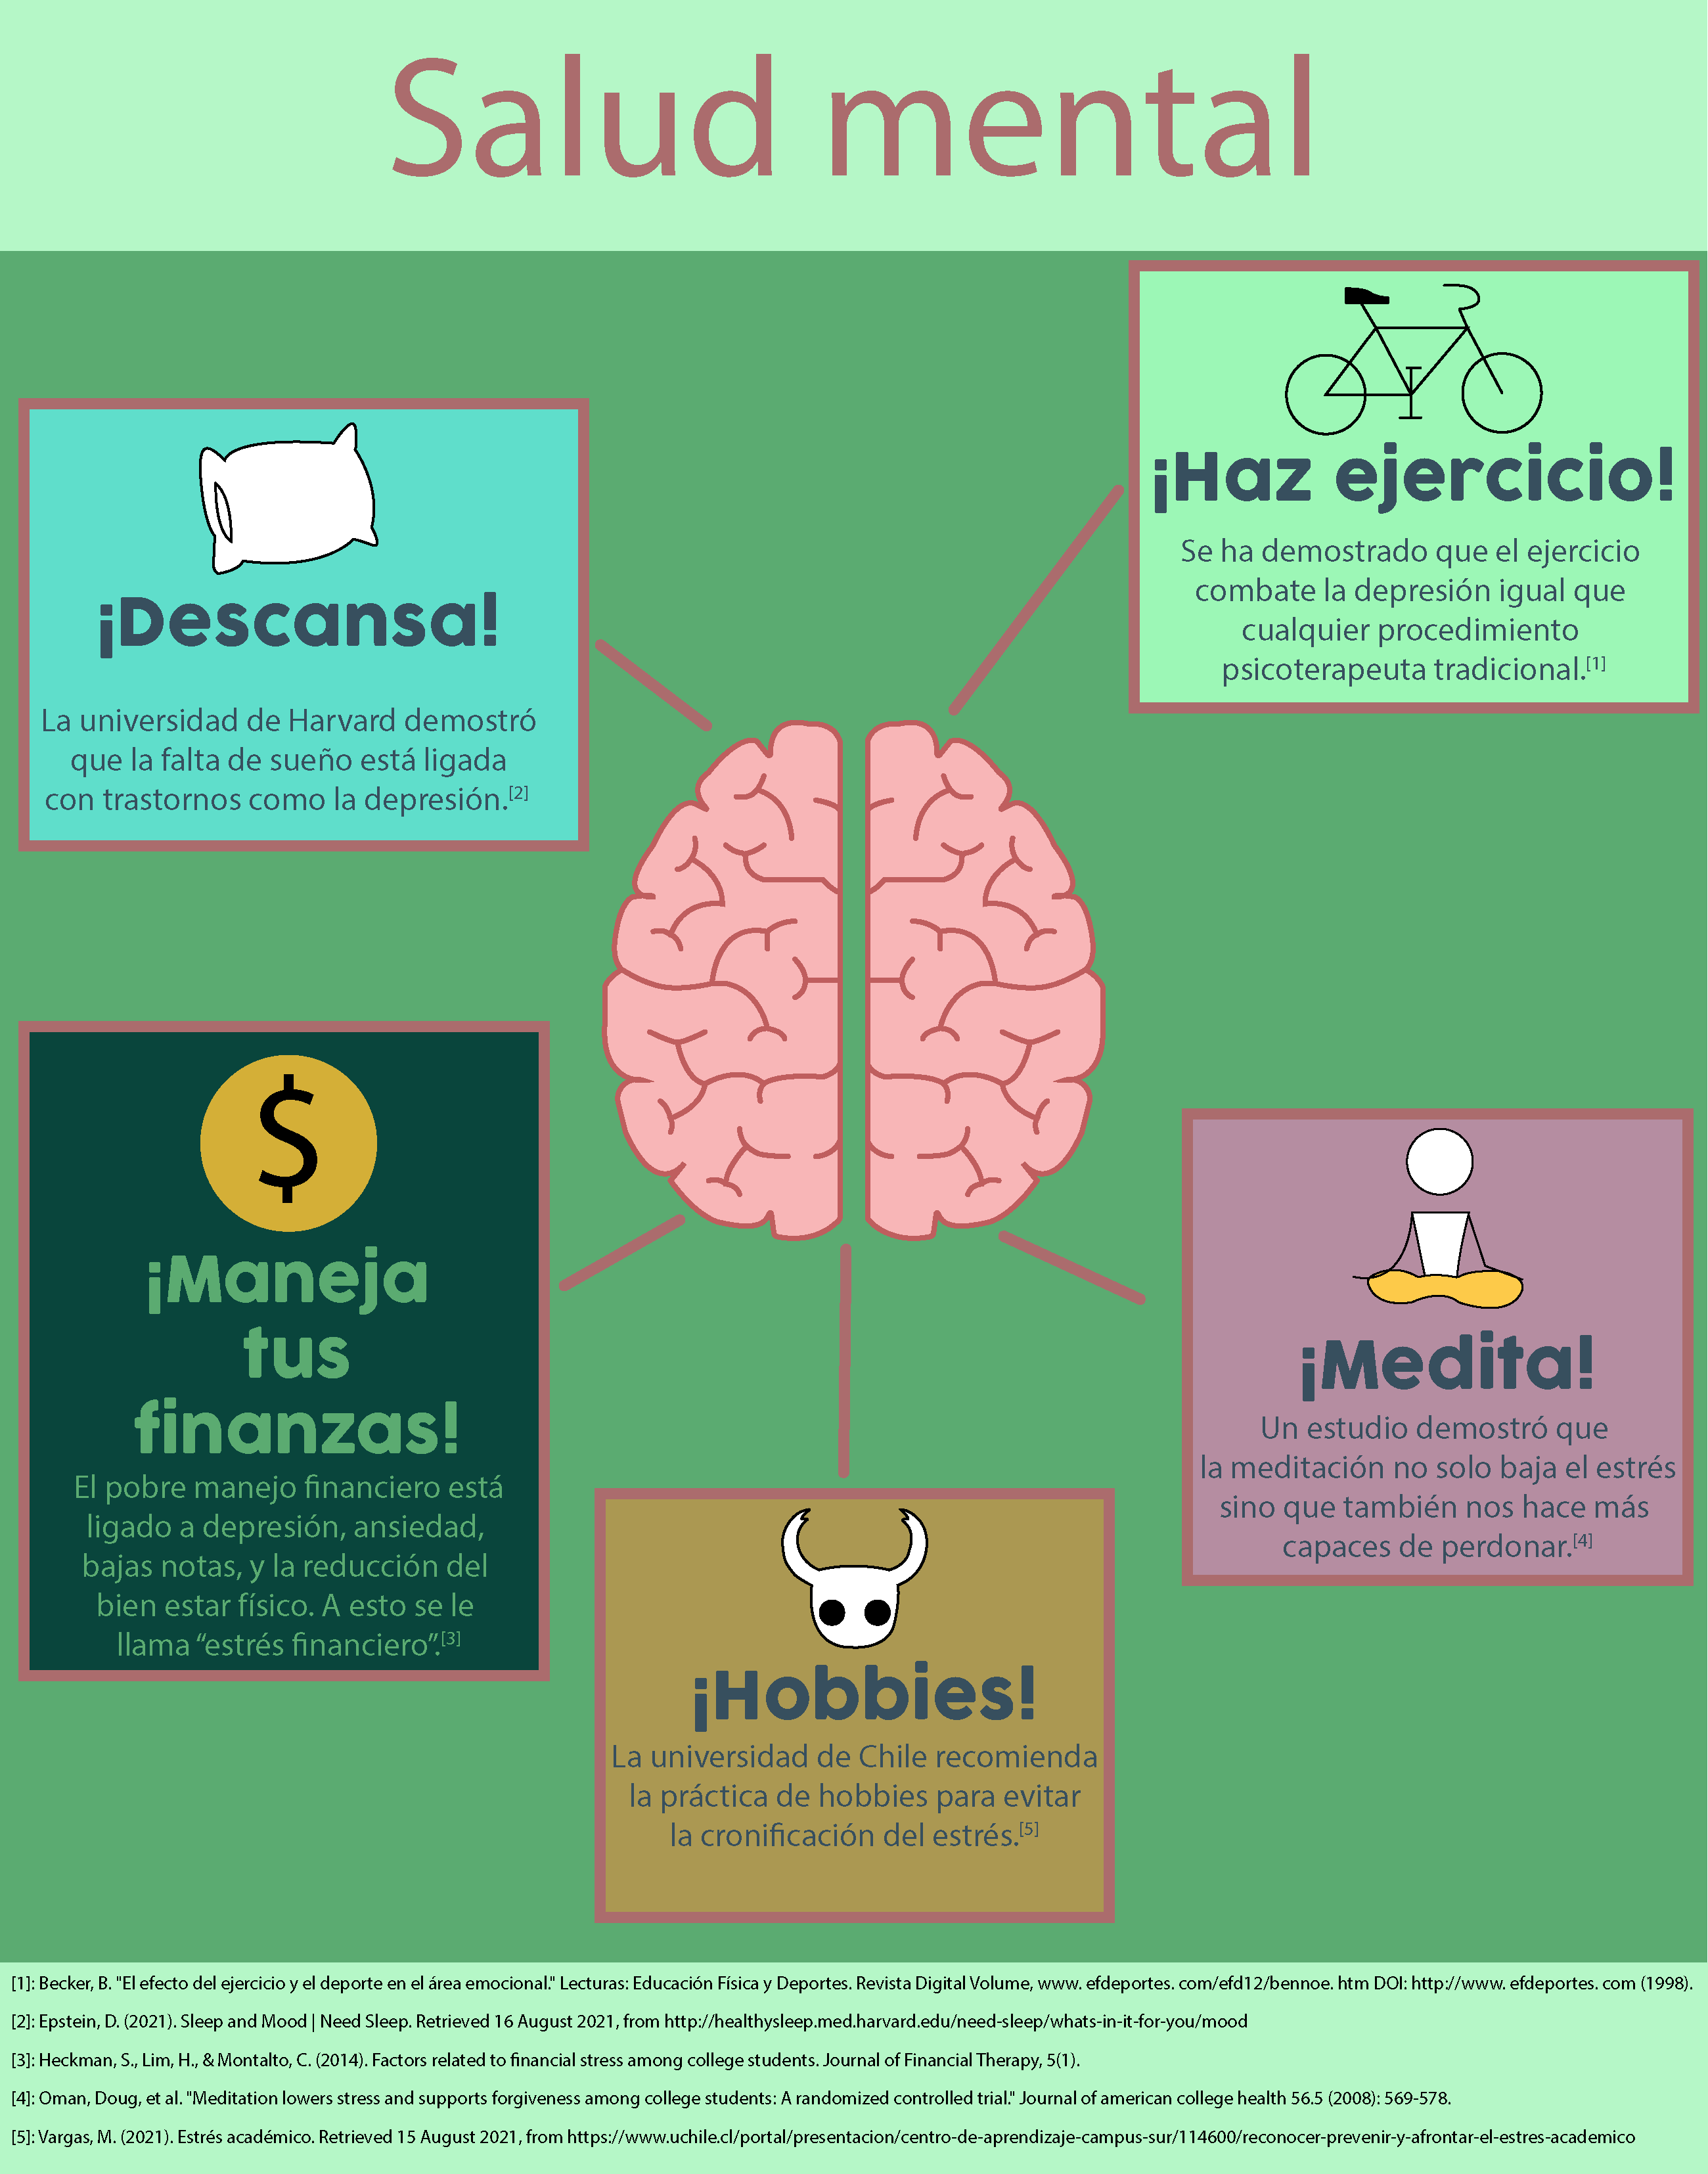 Salud mental
¡Haz ejercicio!
Se ha demostrado que el ejercicio
combate la depresión igual que
cualquier procedimiento
psicoterapeuta tradicional.[1]
¡Descansa!
La universidad de Harvard demostró
que la falta de sueño está ligada
con trastornos como la depresión.[2]
$
¡Maneja
tus
finanzas!
El pobre manejo financiero está
ligado a depresión, ansiedad,
bajas notas, y la reducción del
bien estar físico. A esto se le
llama “estrés financiero”.[3]
¡Medita!
Un estudio demostró que
la meditación no solo baja el estrés
sino que también nos hace más
capaces de perdonar.[4]
¡Hobbies!
La universidad de Chile recomienda
la práctica de hobbies para evitar
la cronificación del estrés.[5]
[1]: Becker, B. "El efecto del ejercicio y el deporte en el área emocional." Lecturas: Educación Física y Deportes. Revista Digital Volume, www. efdeportes. com/efd12/bennoe. htm DOI: http://www. efdeportes. com (1998).
[2]: Epstein, D. (2021). Sleep and Mood | Need Sleep. Retrieved 16 August 2021, from http://healthysleep.med.harvard.edu/need-sleep/whats-in-it-for-you/mood
[3]: Heckman, S., Lim, H., & Montalto, C. (2014). Factors related to financial stress among college students. Journal of Financial Therapy, 5(1).
[4]: Oman, Doug, et al. "Meditation lowers stress and supports forgiveness among college students: A randomized controlled trial." Journal of american college health 56.5 (2008): 569-578.
[5]: Vargas, M. (2021). Estrés académico. Retrieved 15 August 2021, from https://www.uchile.cl/portal/presentacion/centro-de-aprendizaje-campus-sur/114600/reconocer-prevenir-y-afrontar-el-estres-academico